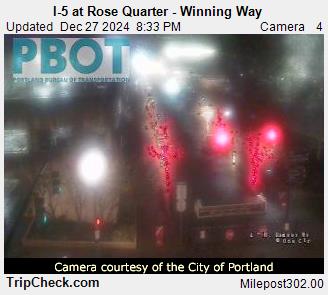 I-5 at Rose Quarter - Winning Way
Updated Dec 27 2024 8:33 PM Camera 4
PBOT
PORTLAND BUREAU OF TRANSPORTATION
Camera courtesy of the City of Portland
TripCheck.com Milepost302.00